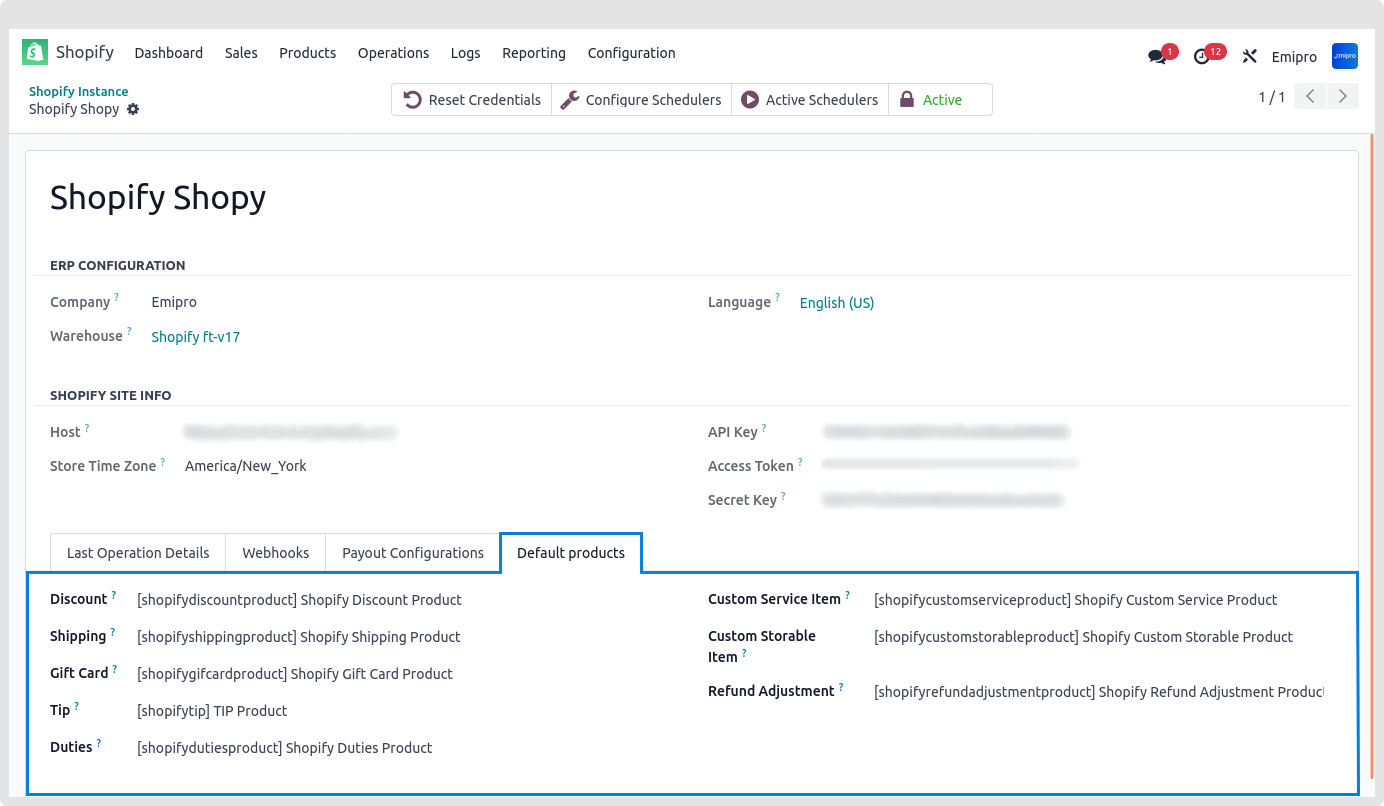 Shopify Dashboard Sales Products Operations Logs Reporting Configuration 1 12 Emipro
Shopify Instance
Shopify Shopy
Reset Credentials Configure Schedulers Active Schedulers Active
1 / 1
Shopify Shopy
ERP CONFIGURATION
Company ? Emipro
Language ? English (US)
Warehouse ? Shopify ft-v17
SHOPIFY SITE INFO
Host ?
API Key ?
Store Time Zone ? America/New_York
Access Token ?
Secret Key ?
Last Operation Details Webhooks Payout Configurations Default products
Discount ? [shopifydiscountproduct] Shopify Discount Product
Shipping ? [shopifyshippingproduct] Shopify Shipping Product
Gift Card ? [shopifygifcardproduct] Shopify Gift Card Product
Tip ? [shopifytip] TIP Product
Duties ? [shopifydutiesproduct] Shopify Duties Product
Custom Service Item ? [shopifycustomserviceproduct] Shopify Custom Service Product
Custom Storable [shopifycustomstorableproduct] Shopify Custom Storable Product
Item ?
Refund Adjustment ? [shopifyrefundadjustmentproduct] Shopify Refund Adjustment Product